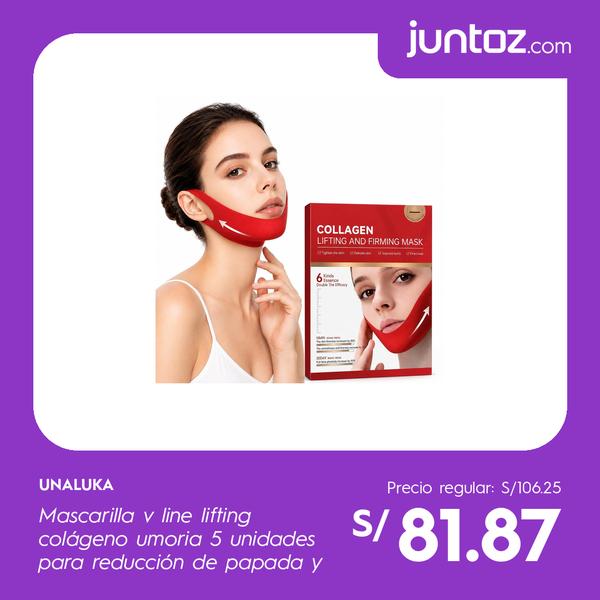 juntoz.com
COLLAGEN
LIFTING AND FIRMING MASK
6 Kinds
Essence
Double The Efficacy
UNALUKA
Mascarilla v line lifting
colágeno umoria 5 unidades
para reducción de papada y
Precio regular: S/106.25
S/ 81.87